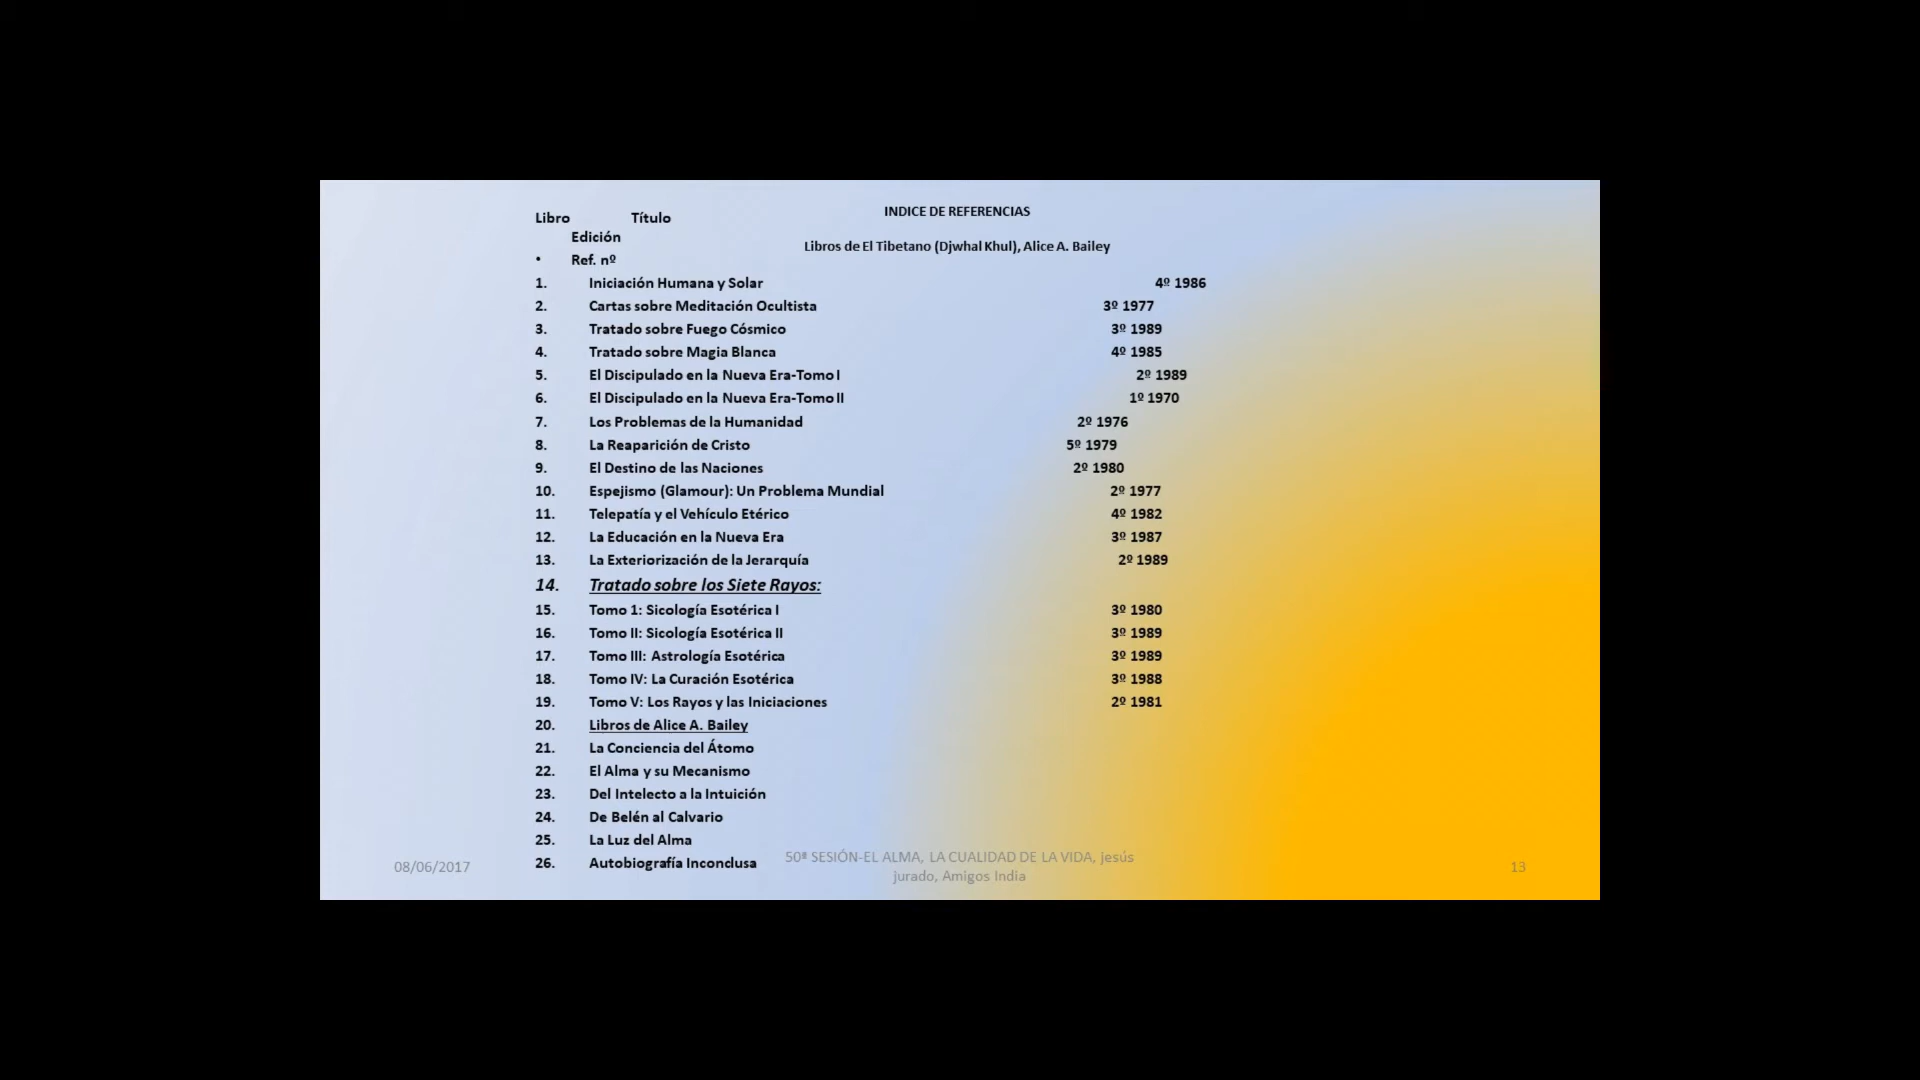 INDICE DE REFERENCIAS
Libros de El Tibetano (Djwhal Khul), Alice A. Bailey
Libro Título
Edición
• Ref. nº
1. Iniciación Humana y Solar 4º 1986
2. Cartas sobre Meditación Ocultista 3º 1977
3. Tratado sobre Fuego Cósmico 3º 1989
4. Tratado sobre Magia Blanca 4º 1985
5. El Discipulado en la Nueva Era-Tomo I 2º 1989
6. El Discipulado en la Nueva Era-Tomo II 1º 1970
7. Los Problemas de la Humanidad 2º 1976
8. La Reaparición de Cristo 5º 1979
9. El Destino de las Naciones 2º 1980
10. Espejismo (Glamour): Un Problema Mundial 2º 1977
11. Telepatía y el Vehículo Etérico 4º 1982
12. La Educación en la Nueva Era 3º 1987
13. La Exteriorización de la Jerarquía 2º 1989
14. Tratado sobre los Siete Rayos:
15. Tomo 1: Sicología Esotérica I 3º 1980
16. Tomo II: Sicología Esotérica II 3º 1989
17. Tomo III: Astrología Esotérica 3º 1989
18. Tomo IV: La Curación Esotérica 3º 1988
19. Tomo V: Los Rayos y las Iniciaciones 2º 1981
20. Libros de Alice A. Bailey
21. La Conciencia del Átomo
22. El Alma y su Mecanismo
23. Del Intelecto a la Intuición
24. De Belén al Calvario
25. La Luz del Alma
26. Autobiografía Inconclusa
08/06/2017
50ª SESIÓN-EL ALMA, LA CUALIDAD DE LA VIDA, jesús
jurado, Amigos India
13